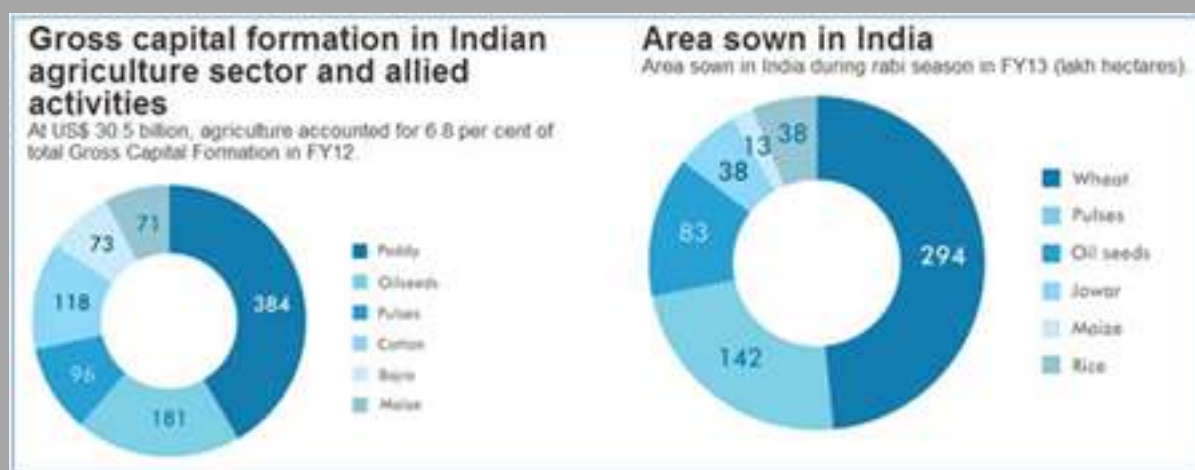 Gross capital formation in Indian
agriculture sector and allied
activities
At US$ 30.5 billion, agriculture accounted for 6.8 per cent of
total Gross Capital Formation in FY12.
71
73
118
384
96
181
Paddy
Oilseeds
Pulses
Cotton
Bajra
Maize
Area sown in India
Area sown in India during rabi season in FY13 (lakh hectares).
38
13
38
83
294
142
Wheat
Pulses
Oil seeds
Jowar
Maize
Rice